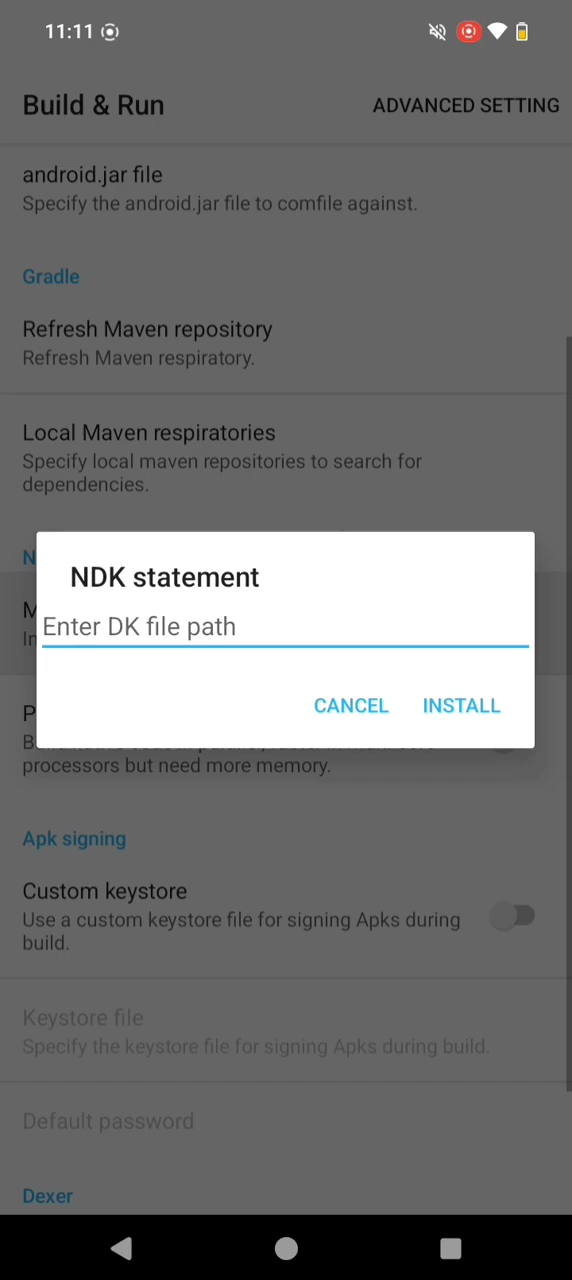 11:11
Build & Run
ADVANCED SETTING
android.jar file
Specify the android.jar file to comfile against.
Gradle
Refresh Maven repository
Refresh Maven respiratory.
Local Maven respiratories
Specify local maven repositories to search for
dependencies.
NDK statement
Enter DK file path
CANCEL
INSTALL
processors but need more memory.
Apk signing
Custom keystore
Use a custom keystore file for signing Apks during
build.
Keystore file
Specify the keystore file for signing Apks during build.
Default password
Dexer